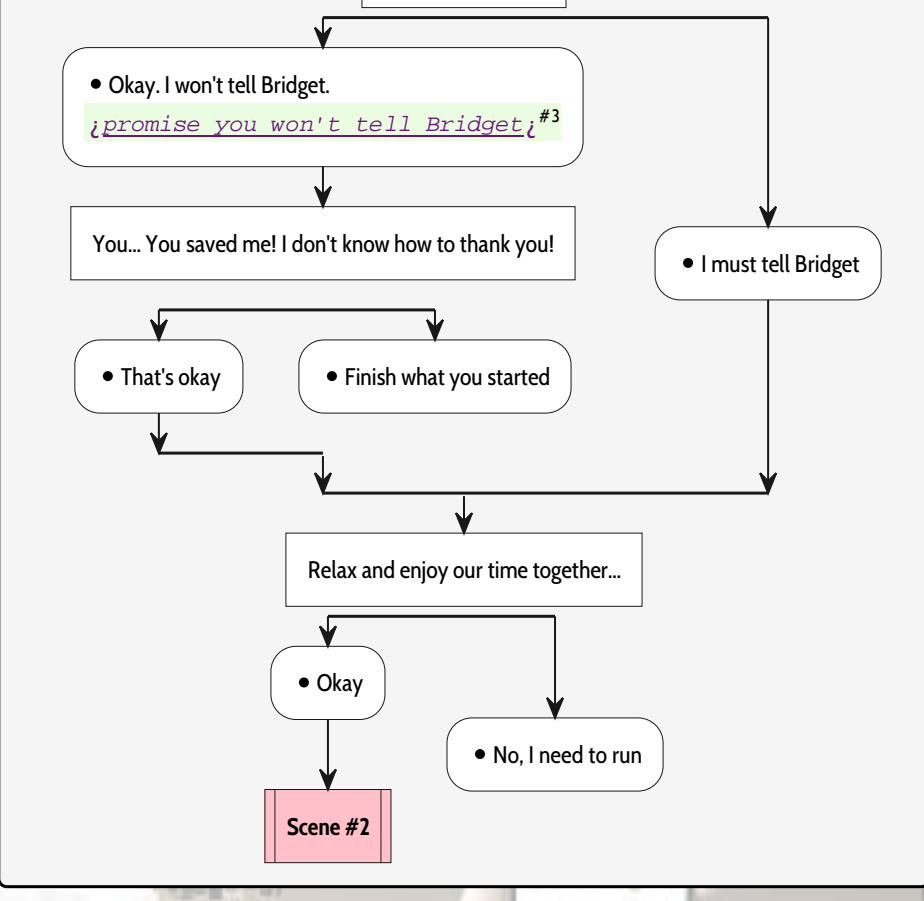 • Okay. I won't tell Bridget.
¿promise you won't tell Bridget¿#3
You... You saved me! I don't know how to thank you!
• I must tell Bridget
• That's okay
• Finish what you started
Relax and enjoy our time together...
• Okay
• No, I need to run
Scene #2